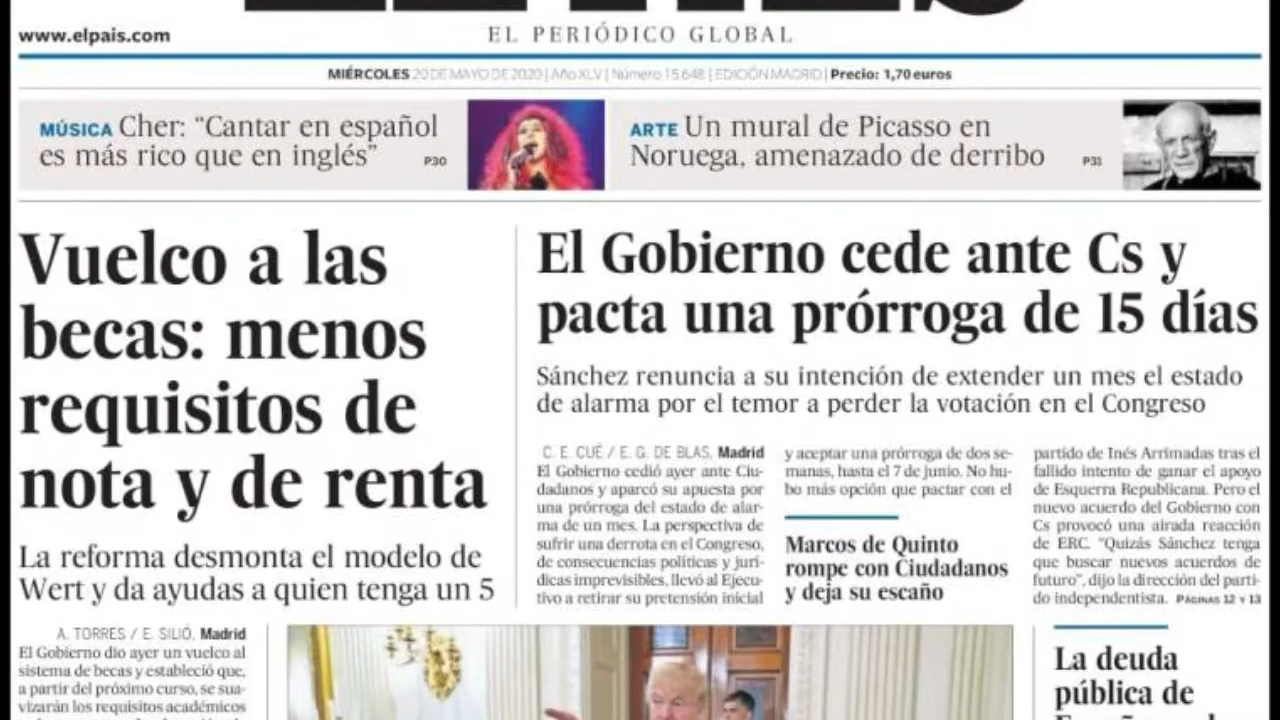 www.elpais.com
EL PERIÓDICO GLOBAL
MIÉRCOLES 20 DE MAYO DE 2020 | Año XLV | Número 15.648 | EDICIÓN MADRID | Precio: 1,70 euros
MÚSICA Cher: “Cantar en español
es más rico que en inglés” P30
ARTE Un mural de Picasso en
Noruega, amenazado de derribo P31
Vuelco a las
becas: menos
requisitos de
nota y de renta
La reforma desmonta el modelo de
Wert y da ayudas a quien tenga un 5
A. TORRES / E. SILIÓ, Madrid
El Gobierno dio ayer un vuelco al
sistema de becas y estableció que,
a partir del próximo curso, se sua-
vizarán los requisitos académicos
El Gobierno cede ante Cs y
pacta una prórroga de 15 días
Sánchez renuncia a su intención de extender un mes el estado
de alarma por el temor a perder la votación en el Congreso
C. E. CUÉ / E. G. DE BLAS, Madrid
El Gobierno cedió ayer ante Ciu-
dadanos y aparcó su apuesta por
una prórroga del estado de alar-
ma de un mes. La perspectiva de
sufrir una derrota en el Congreso,
de consecuencias políticas y jurí-
dicas imprevisibles, llevó al Ejecu-
tivo a retirar su pretensión inicial
y aceptar una prórroga de dos se-
manas, hasta el 7 de junio. No hu-
bo más opción que pactar con el
Marcos de Quinto
rompe con Ciudadanos
y deja su escaño
partido de Inés Arrimadas tras el
fallido intento de ganar el apoyo
de Esquerra Republicana. Pero el
nuevo acuerdo del Gobierno con
Cs provocó una airada reacción
de ERC. “Quizás Sánchez tenga
que buscar nuevos acuerdos de
futuro”, dijo la dirección del parti-
do independentista. PÁGINAS 12 Y 13
La deuda
pública de